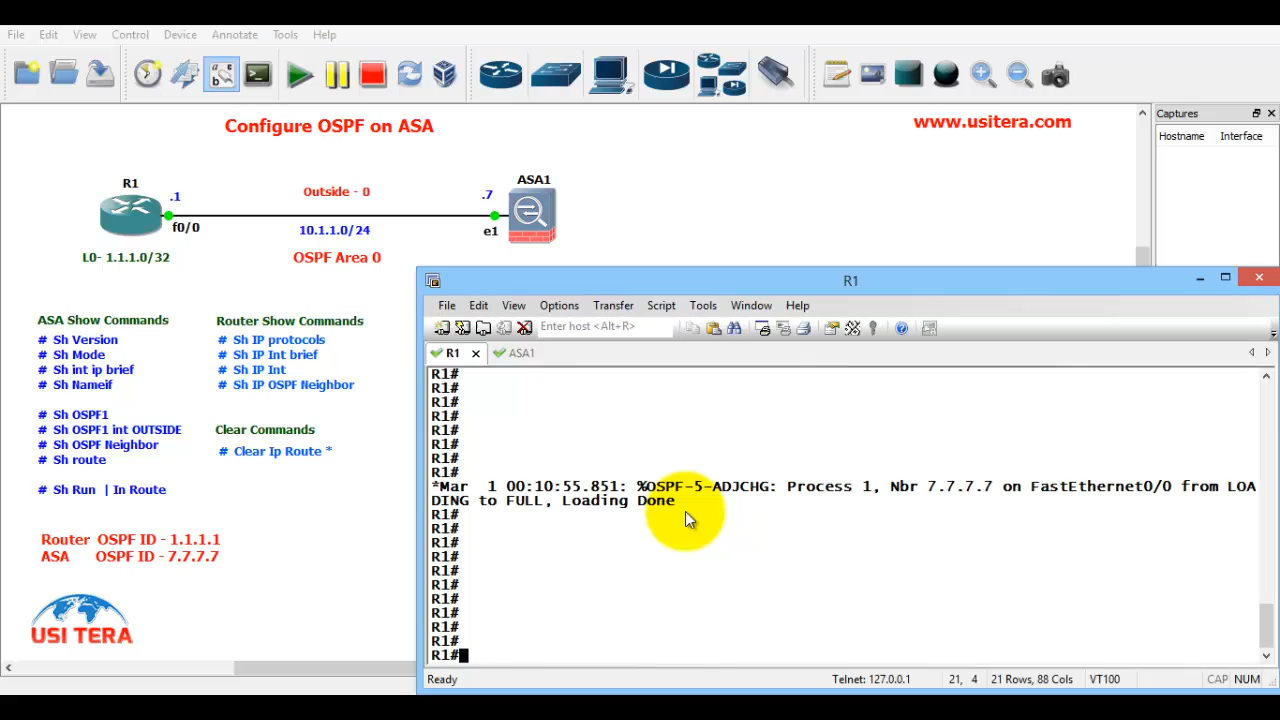 File Edit View Control Device Annotate Tools Help
Configure OSPF on ASA
www.usitera.com
Captures
Hostname Interface
R1
.1
Outside - 0
.7
ASA1
f0/0
10.1.1.0/24
e1
L0- 1.1.1.0/32
OSPF Area 0
ASA Show Commands
# Sh Version
# Sh Mode
# Sh int ip brief
# Sh Nameif
# Sh OSPF1
# Sh OSPF1 int OUTSIDE
# Sh OSPF Neighbor
# Sh route
# Sh Run | In Route
Router Show Commands
# Sh IP protocols
# Sh IP Int brief
# Sh IP Int
# Sh IP OSPF Neighbor
Clear Commands
# Clear Ip Route *
Router OSPF ID - 1.1.1.1
ASA OSPF ID - 7.7.7.7
USI TERA
R1
File Edit View Options Transfer Script Tools Window Help
Enter host <Alt+R>
R1 ASA1
R1#
R1#
R1#
R1#
R1#
R1#
R1#
R1#
*Mar 1 00:10:55.851: %OSPF-5-ADJCHG: Process 1, Nbr 7.7.7.7 on FastEthernet0/0 from LOA
DING to FULL, Loading Done
R1#
R1#
R1#
R1#
R1#
R1#
R1#
R1#
R1#
R1#
R1#
Ready Telnet: 127.0.0.1 21, 4 21 Rows, 88 Cols VT100 CAP NUM